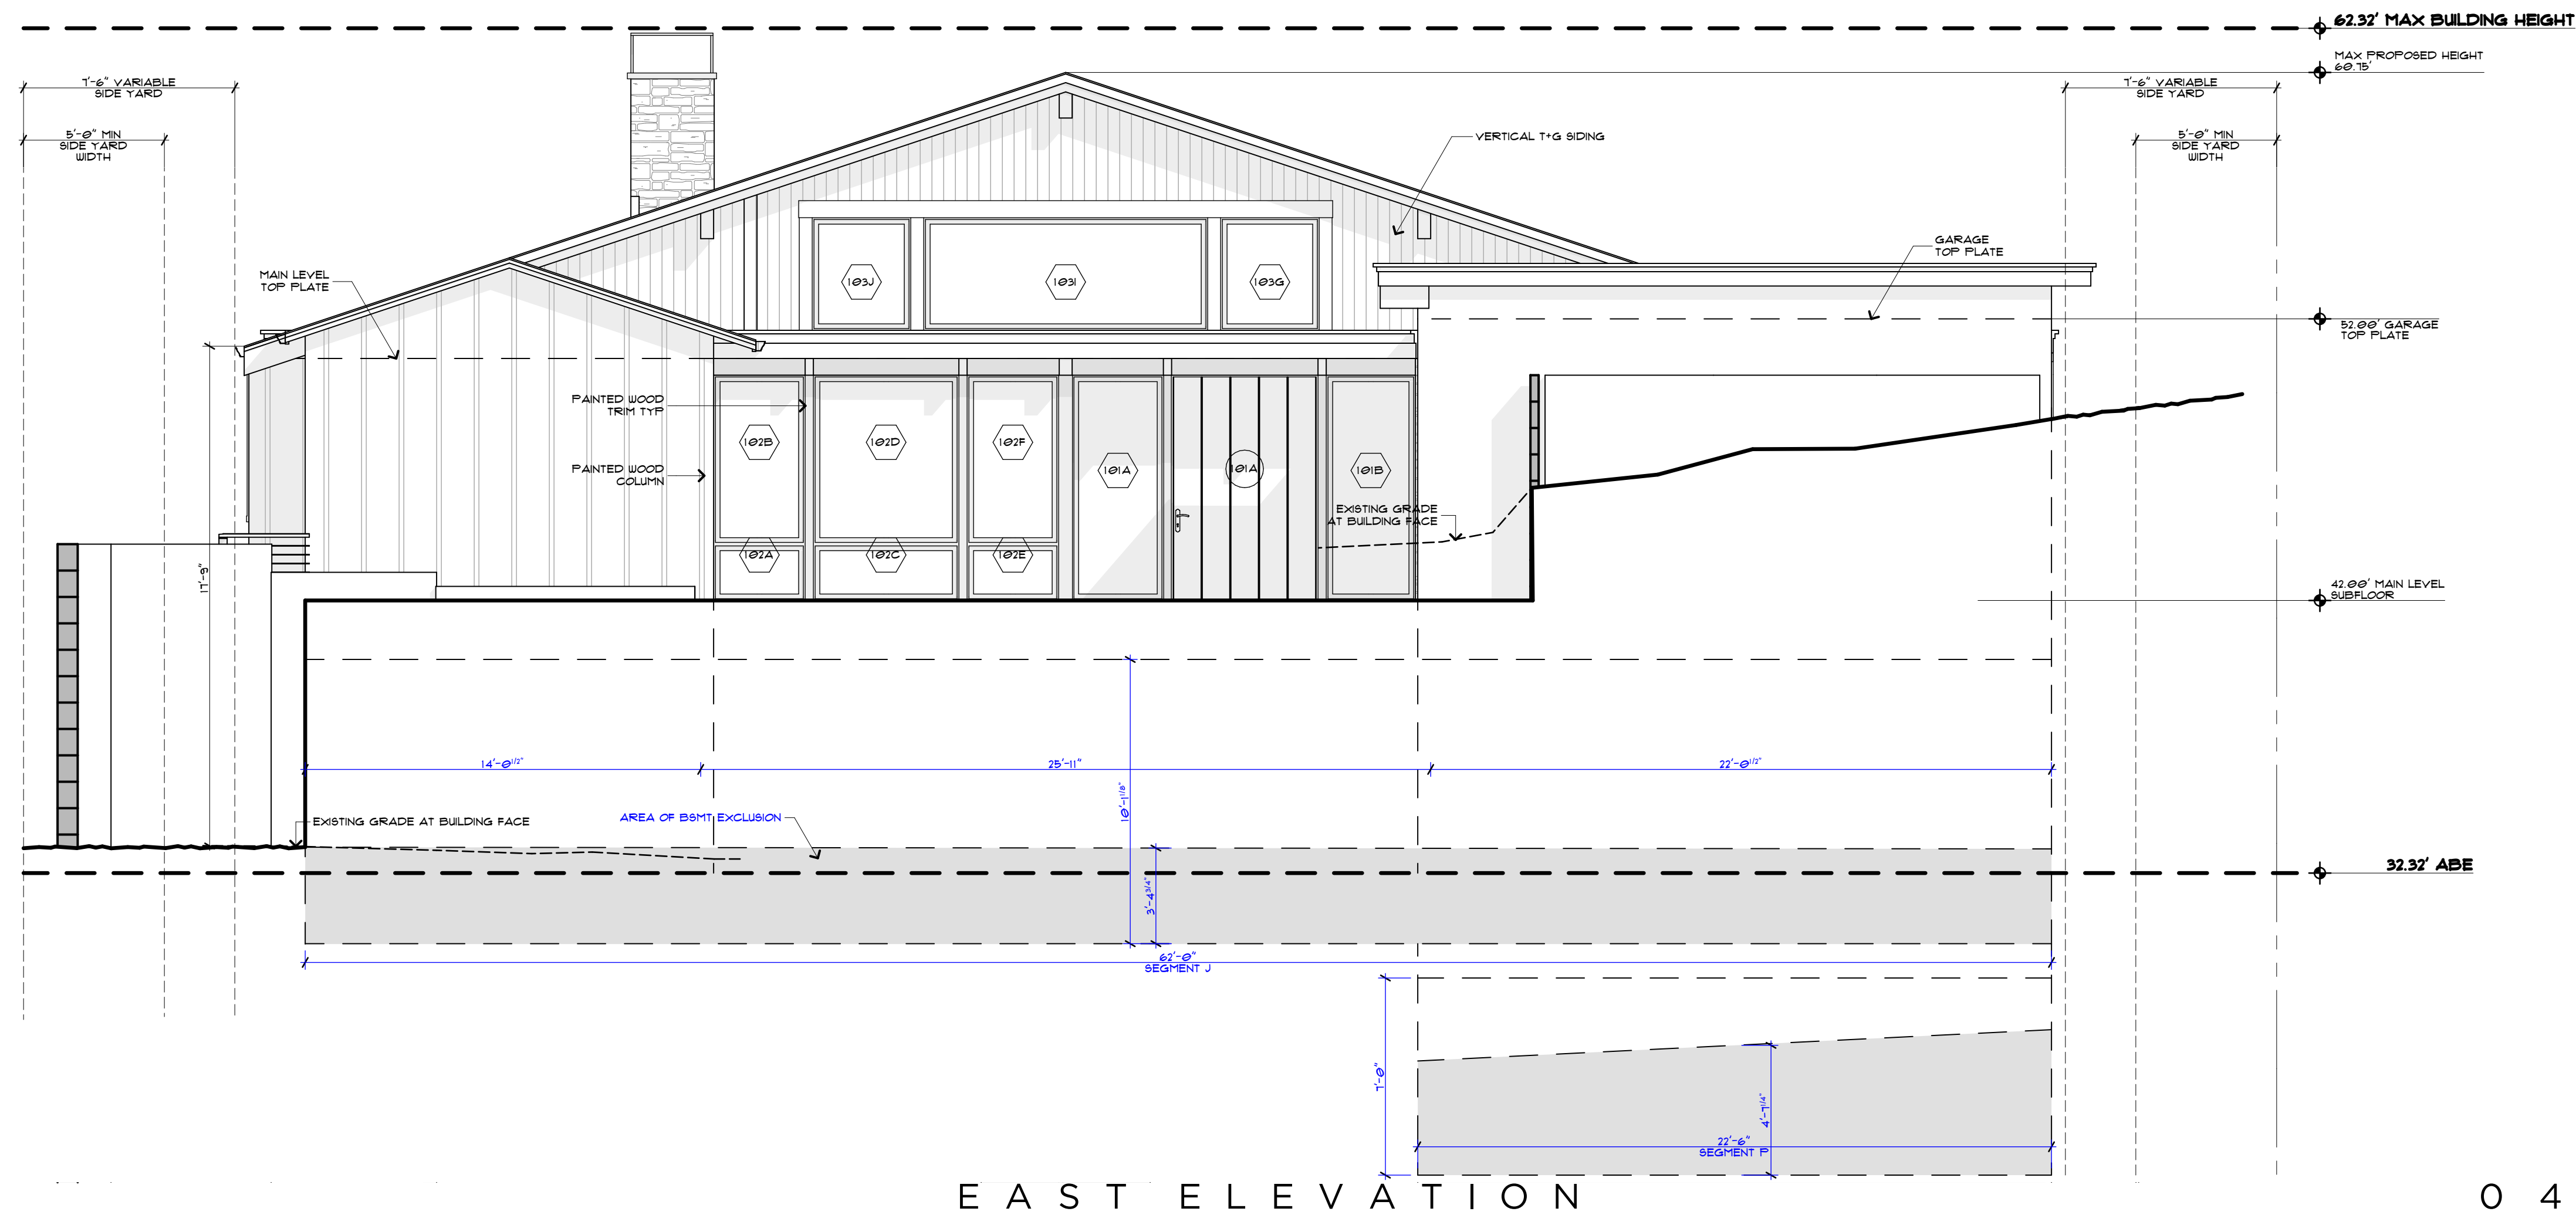 62.32' MAX BUILDING HEIGHT
MAX PROPOSED HEIGHT
60.75'
7'-6" VARIABLE
SIDE YARD
7'-6" VARIABLE
SIDE YARD
5'-0" MIN
SIDE YARD
WIDTH
5'-0" MIN
SIDE YARD
WIDTH
VERTICAL T+G SIDING
GARAGE
TOP PLATE
MAIN LEVEL
TOP PLATE
103J
103I
103G
52.00' GARAGE
TOP PLATE
PAINTED WOOD
TRIM TYP
102B
102D
102F
PAINTED WOOD
COLUMN
101A
101A
101B
EXISTING GRADE
AT BUILDING FACE
102A
102C
102E
17'-9"
42.00' MAIN LEVEL
SUBFLOOR
14'-0 1/2"
25'-11"
22'-0 1/2"
10'-1 1/8"
EXISTING GRADE AT BUILDING FACE
AREA OF BSMT EXCLUSION
32.32' ABE
3'-4 3/4"
62'-0"
SEGMENT J
7'-0"
4'-7 1/4"
22'-6"
SEGMENT P
EAST ELEVATION
04